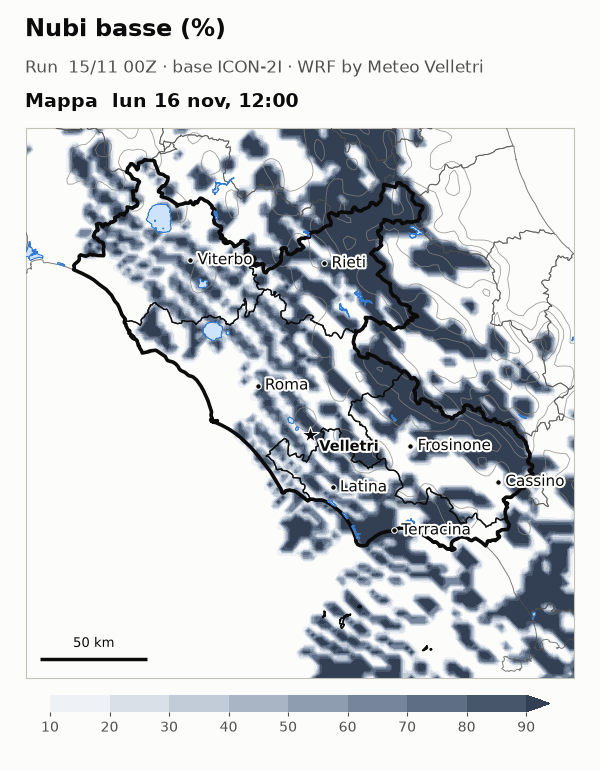 Nubi basse (%)
Run 15/11 00Z · base ICON-2I · WRF by Meteo Velletri
Mappa lun 16 nov, 12:00
Viterbo
Rieti
Roma
Velletri
Frosinone
Cassino
Latina
Terracina
50 km
10 20 30 40 50 60 70 80 90